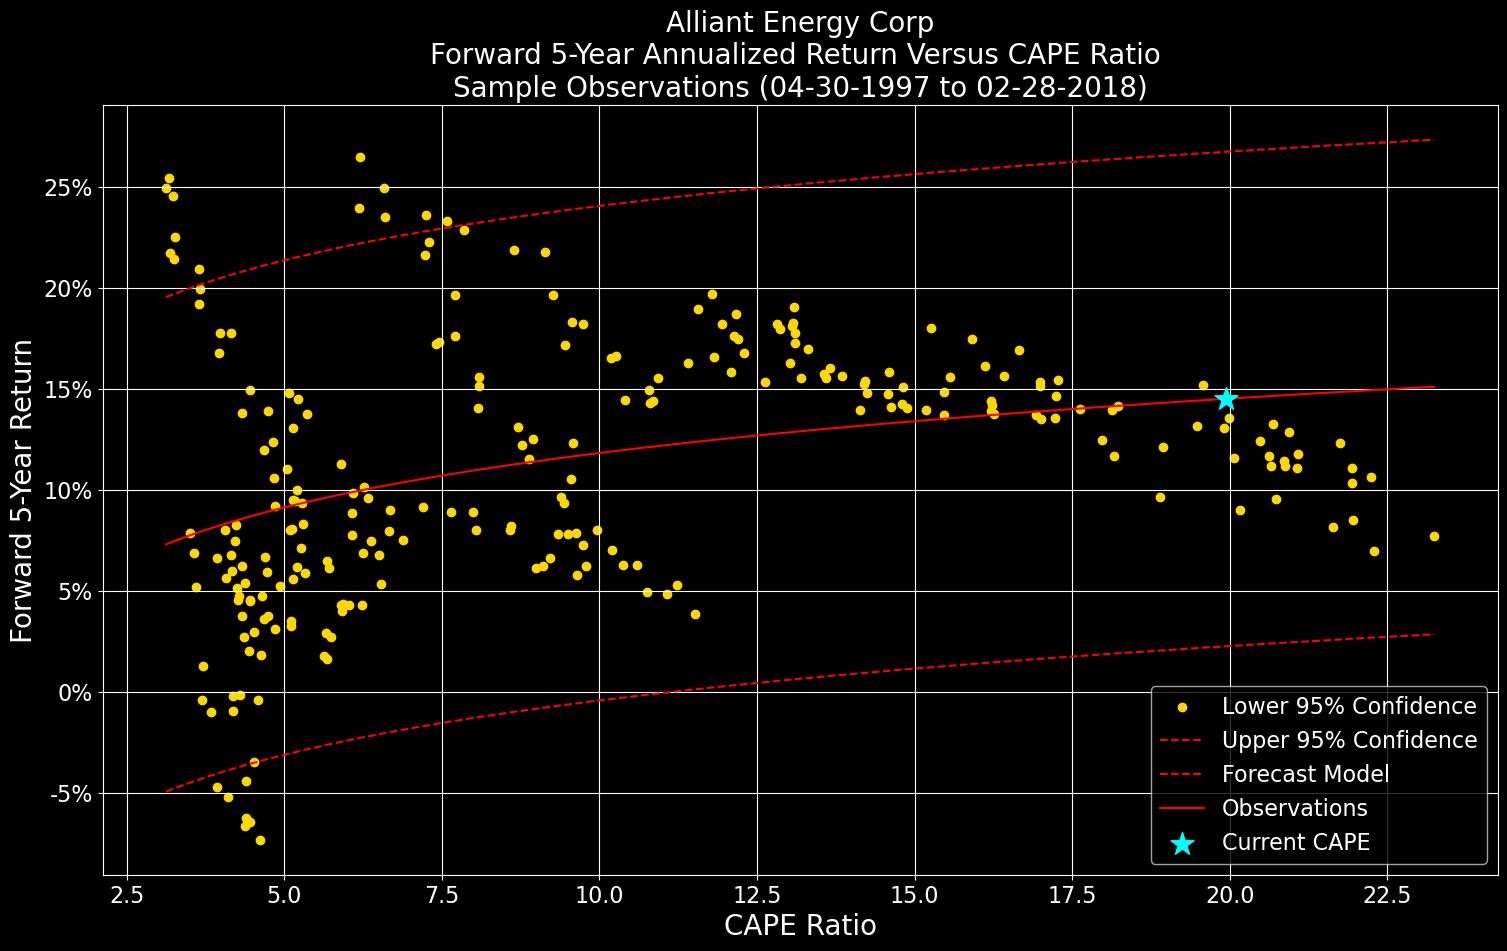 Alliant Energy Corp
Forward 5-Year Annualized Return Versus CAPE Ratio
Sample Observations (04-30-1997 to 02-28-2018)
Forward 5-Year Return
25%
20%
15%
10%
5%
0%
-5%
2.5 5.0 7.5 10.0 12.5 15.0 17.5 20.0 22.5
CAPE Ratio
Lower 95% Confidence
Upper 95% Confidence
Forecast Model
Observations
Current CAPE